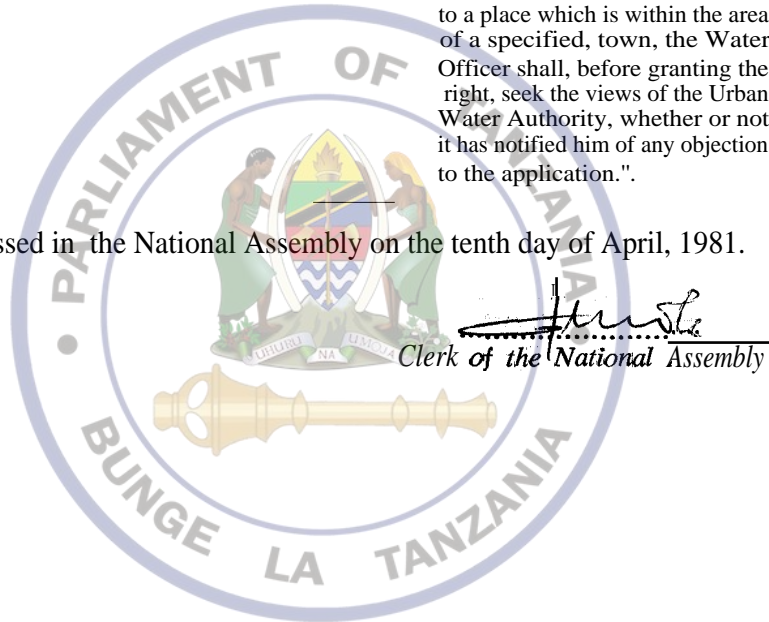 to a place which is within the area
of a specified, town, the Water
Officer shall, before granting the
right, seek the views of the Urban
Water Authority, whether or not
it has notified him of any objection
to the application.".
ssed in the National Assembly on the tenth day of April, 1981.
Clerk of the National Assembly
PARLIAMENT OF TANZANIA
UHURU NA UMOJA
BUNGE LA TANZANIA